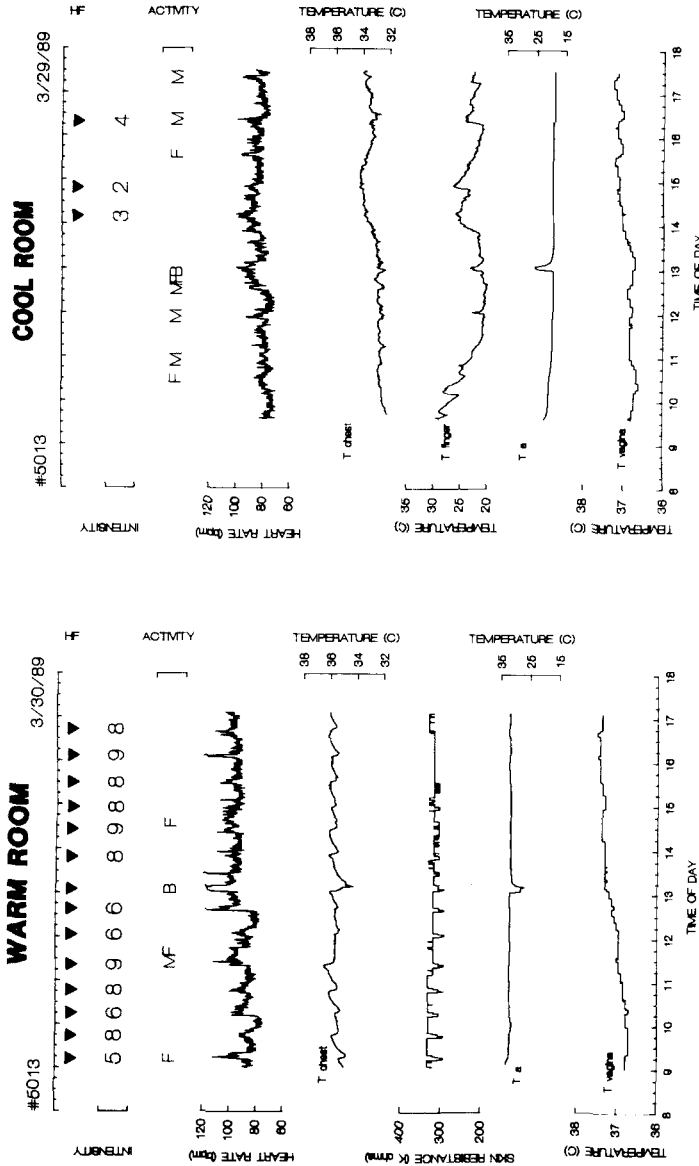 WARM ROOM
#5013 3/30/89
HF
INTENSITY 5 8 6 8 9 6 6 8 9 8 8 9 8
ACTIVITY
F MF B F
120
100
80
60
HEART RATE (bpm)
T chest
38
36
34
32
TEMPERATURE (C)
400
300
200
SKIN RESISTANCE (K ohms)
T a
35
25
15
TEMPERATURE (C)
T vagina
38
37
36
TEMPERATURE (C)
8 9 10 11 12 13 14 15 16 17 18
TIME OF DAY
COOL ROOM
#5013 3/29/89
HF
INTENSITY 3 2 4
ACTIVITY
F M M MFB F M M
120
100
80
60
HEART RATE (bpm)
T chest
38
36
34
32
TEMPERATURE (C)
T finger
35
30
25
20
TEMPERATURE (C)
T a
35
25
15
TEMPERATURE (C)
T vagina
38
37
36
TEMPERATURE (C)
8 9 10 11 12 13 14 15 16 17 18
TIME OF DAY